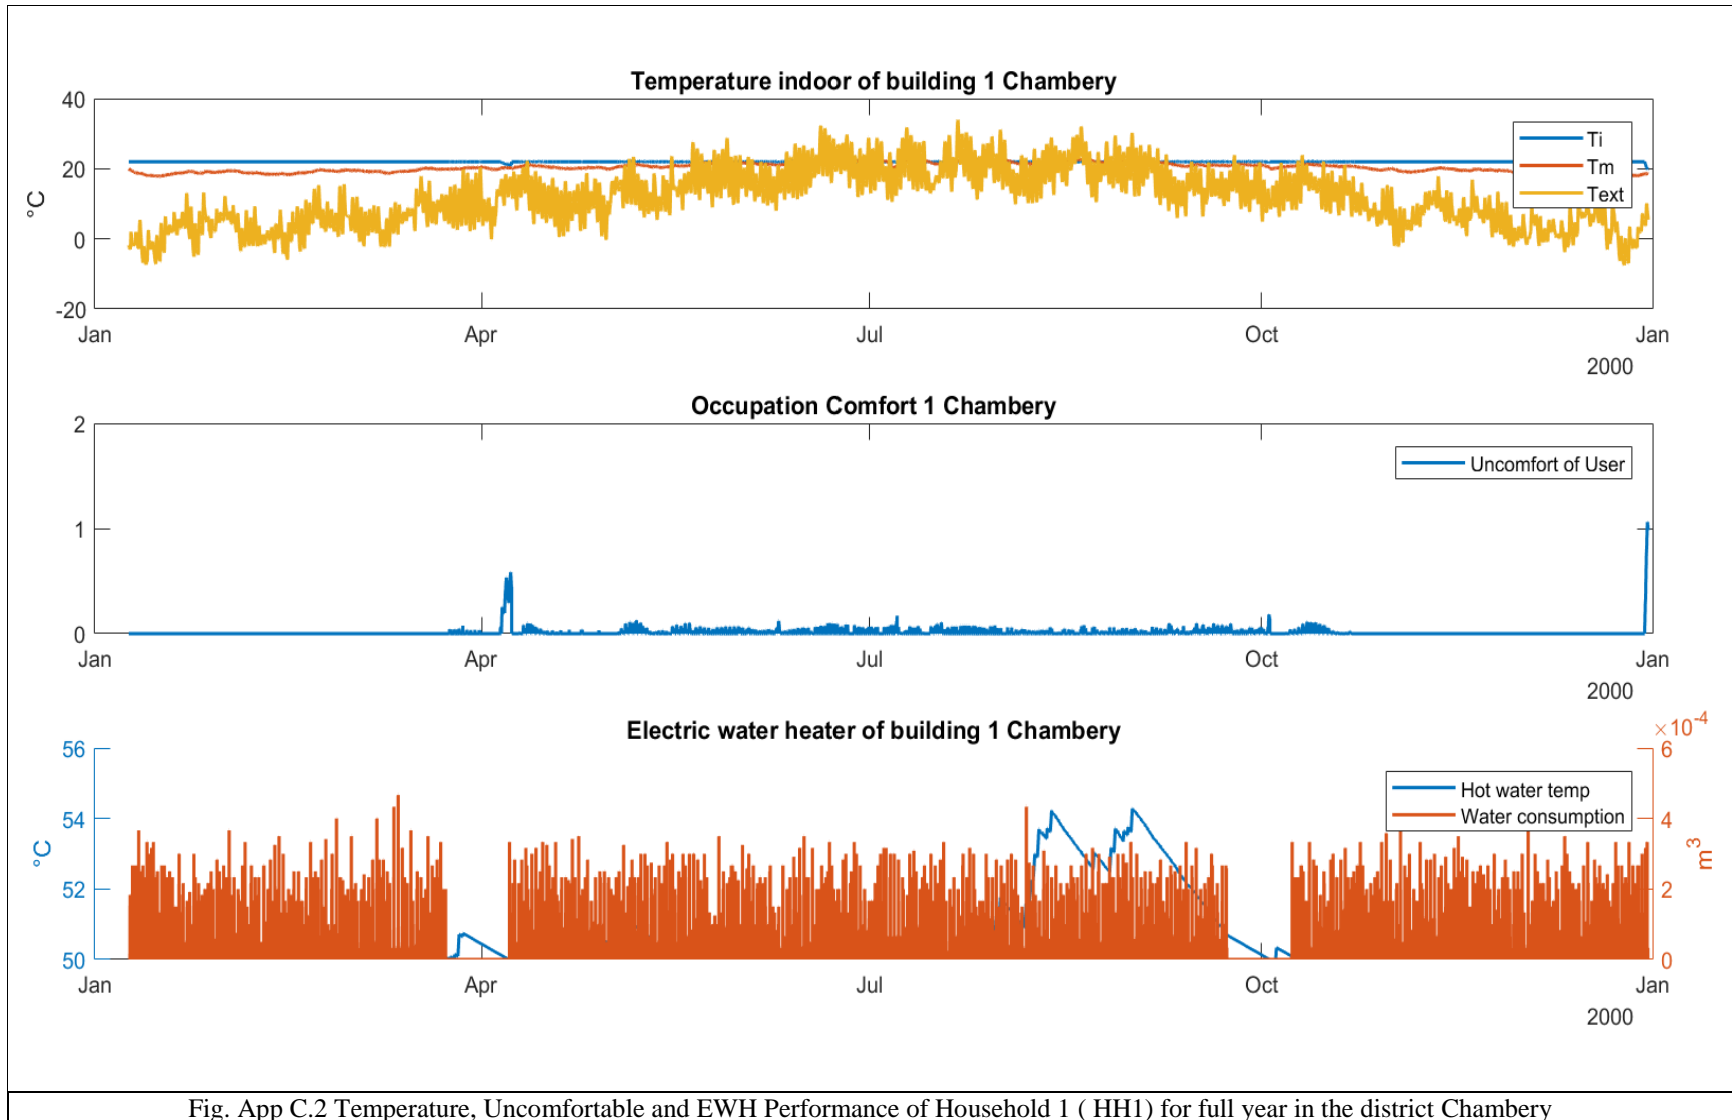 Temperature indoor of building 1 Chambery
40
20
0
-20
°C
Ti
Tm
Text
Jan Apr Jul Oct Jan
2000
Occupation Comfort 1 Chambery
2
1
0
Uncomfort of User
Jan Apr Jul Oct Jan
2000
Electric water heater of building 1 Chambery
×10⁻⁴
56
54
52
50
°C
6
4
2
0
m³
Hot water temp
Water consumption
Jan Apr Jul Oct Jan
2000
Fig. App C.2 Temperature, Uncomfortable and EWH Performance of Household 1 ( HH1) for full year in the district Chambery